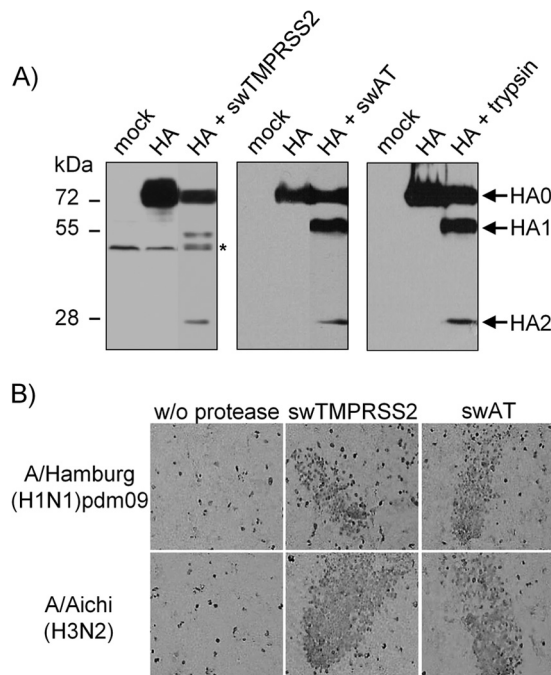 A)
mock
HA
HA + swTMPRSS2
mock
HA
HA + swAT
mock
HA
HA + trypsin
kDa
72
HA0
55
HA1
*
28
HA2
B)
w/o protease swTMPRSS2 swAT
A/Hamburg
(H1N1)pdm09
A/Aichi
(H3N2)